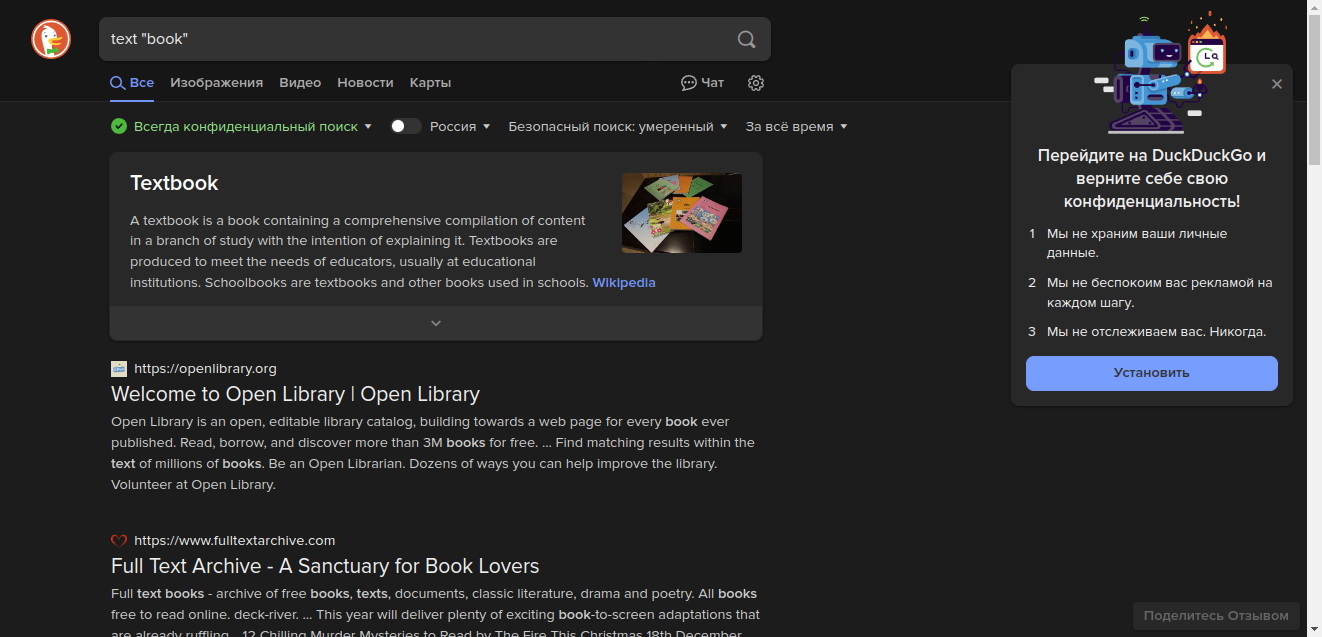 text "book"
Все Изображения Видео Новости Карты Чат
Всегда конфиденциальный поиск Россия Безопасный поиск: умеренный За всё время
Textbook
A textbook is a book containing a comprehensive compilation of content
in a branch of study with the intention of explaining it. Textbooks are
produced to meet the needs of educators, usually at educational
institutions. Schoolbooks are textbooks and other books used in schools. Wikipedia
https://openlibrary.org
Welcome to Open Library | Open Library
Open Library is an open, editable library catalog, building towards a web page for every book ever
published. Read, borrow, and discover more than 3M books for free. ... Find matching results within the
text of millions of books. Be an Open Librarian. Dozens of ways you can help improve the library.
Volunteer at Open Library.
https://www.fulltextarchive.com
Full Text Archive - A Sanctuary for Book Lovers
Full text books - archive of free books, texts, documents, classic literature, drama and poetry. All books
free to read online. deck-river. ... This year will deliver plenty of exciting book-to-screen adaptations that
are already ruffling... 12 Chilling Murder Mysteries to Read by The Fire This Christmas 18th December
Перейдите на DuckDuckGo и
верните себе свою
конфиденциальность!
1 Мы не храним ваши личные
данные.
2 Мы не беспокоим вас рекламой на
каждом шагу.
3 Мы не отслеживаем вас. Никогда.
Установить
Поделитесь Отзывом